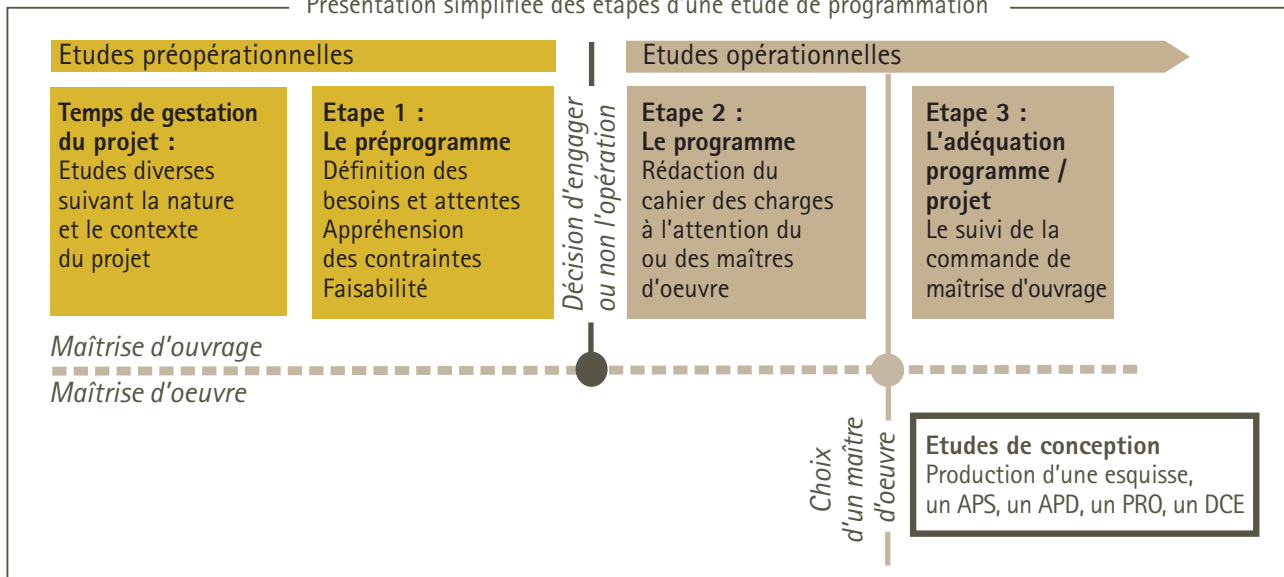 Présentation simplifiée des étapes d'une étude de programmation
Etudes préopérationnelles
Etudes opérationnelles
Temps de gestation
du projet :
Etudes diverses
suivant la nature
et le contexte
du projet
Etape 1 :
Le préprogramme
Définition des
besoins et attentes
Appréhension
des contraintes
Faisabilité
Décision d'engager
ou non l'opération
Etape 2 :
Le programme
Rédaction du
cahier des charges
à l'attention du
ou des maîtres
d'oeuvre
Etape 3 :
L'adéquation
programme /
projet
Le suivi de la
commande de
maîtrise d'ouvrage
Maîtrise d'ouvrage
Maîtrise d'oeuvre
Choix
d'un maître
d'oeuvre
Etudes de conception
Production d'une esquisse,
un APS, un APD, un PRO, un DCE